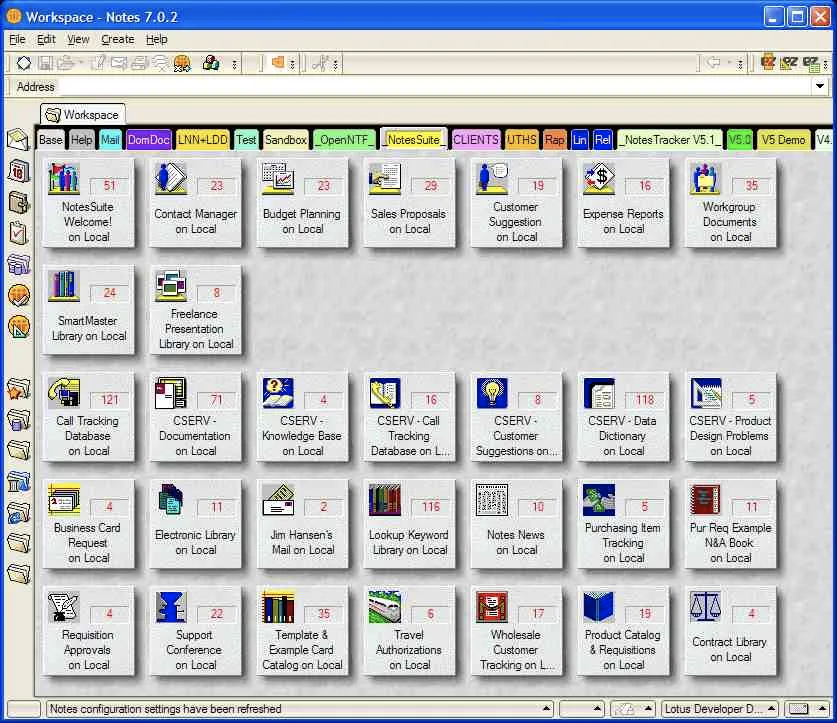 Workspace - Notes 7.0.2
File Edit View Create Help
Address
Workspace
Base Help Mail DomDoc LNN+LDD Test Sandbox _OpenNTF_ _NotesSuite_ CLIENTS UTHS Rap Lin Rel _NotesTracker V5.1_ V5.0 V5 Demo V4.
51 23 23 29 19 16 35
NotesSuite
Welcome!
on Local
Contact Manager
on Local
Budget Planning
on Local
Sales Proposals
on Local
Customer
Suggestion
on Local
Expense Reports
on Local
Workgroup
Documents
on Local
24 8
SmartMaster
Library on Local
Freelance
Presentation
Library on Local
121 71 4 16 8 118 5
Call Tracking
Database
on Local
CSERV -
Documentation
on Local
CSERV -
Knowledge Base
on Local
CSERV - Call
Tracking
Database on L...
CSERV -
Customer
Suggestions on...
CSERV - Data
Dictionary
on Local
CSERV - Product
Design Problems
on Local
4 11 2 116 10 5 11
Business Card
Request
on Local
Electronic Library
on Local
Jim Hansen's
Mail on Local
Lookup Keyword
Library on Local
Notes News
on Local
Purchasing Item
Tracking
on Local
Pur Req Example
N&A Book
on Local
4 22 35 6 17 19 4
Requisition
Approvals
on Local
Support
Conference
on Local
Template &
Example Card
Catalog on Local
Travel
Authorizations
on Local
Wholesale
Customer
Tracking on L...
Product Catalog
& Requisitions
on Local
Contract Library
on Local
Notes configuration settings have been refreshed
Lotus Developer D...